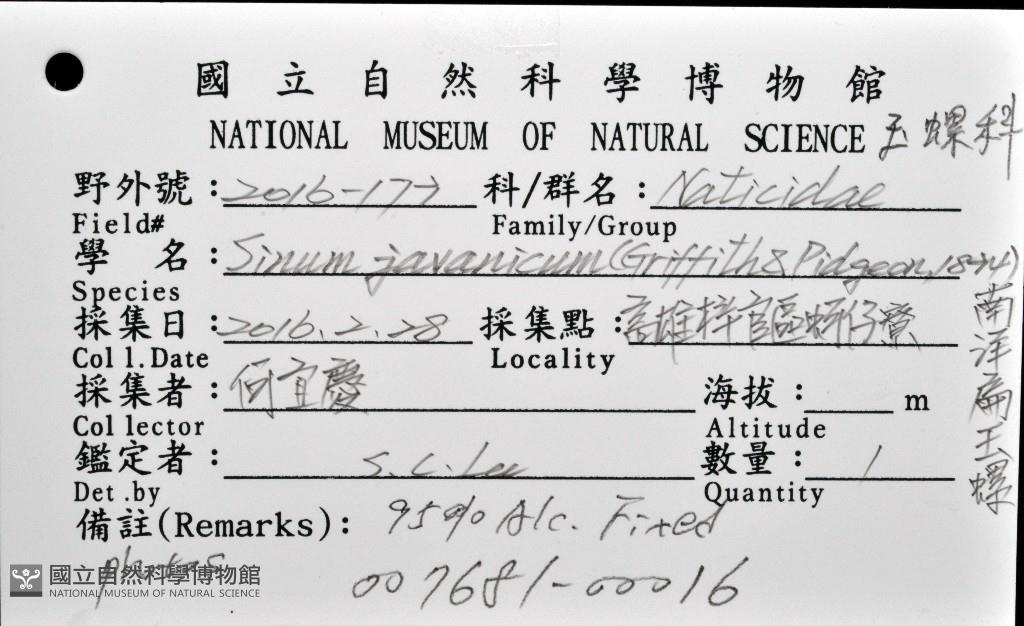 國立自然科學博物館
NATIONAL MUSEUM OF NATURAL SCIENCE 玉螺科
野外號：2016-177 科/群名：Naticidae
Field# Family/Group
學 名：Sinum javanicum (Griffith & Pidgeon, 1834)
Species
南洋扁玉螺
採集日：2016.2.28 採集點：高雄梓官區蚵仔寮
Coll.Date Locality
採集者：何宜慶 海拔： m
Collector Altitude
鑑定者：S.C. Lee 數量：1
Det.by Quantity
備註(Remarks)： 95% Alc. Fixed
photos
007681-00016
國立自然科學博物館
NATIONAL MUSEUM OF NATURAL SCIENCE